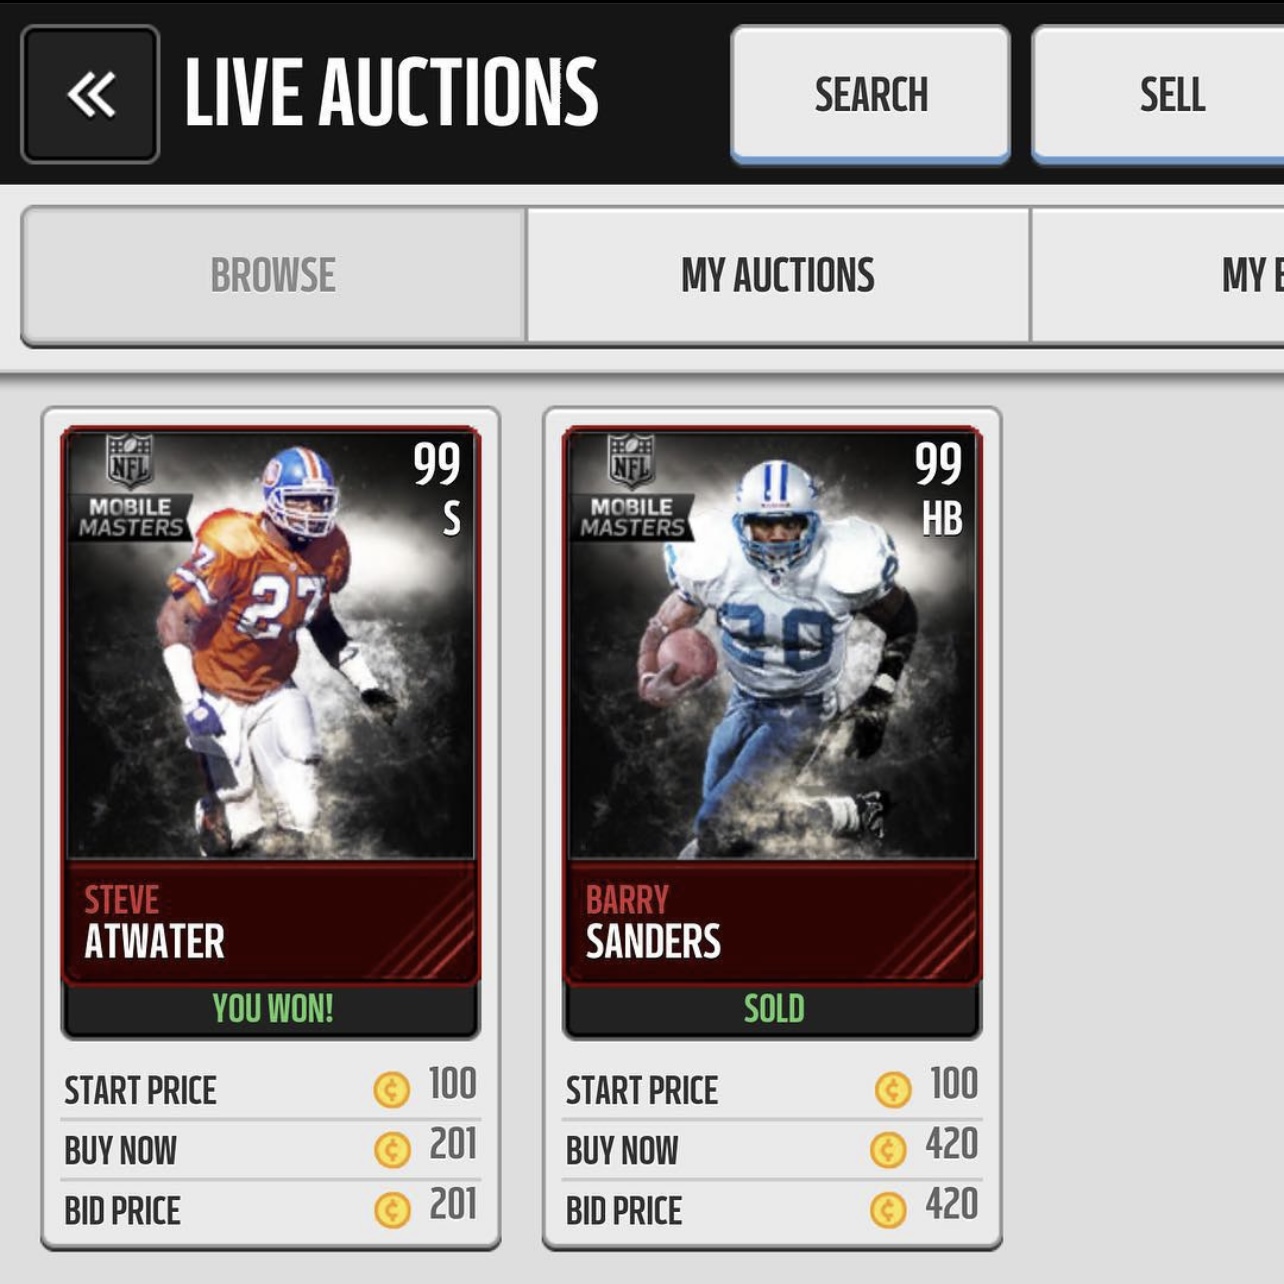 LIVE AUCTIONS
SEARCH
SELL
BROWSE
MY AUCTIONS
MY
NFL
MOBILE
MASTERS
99
S
27
STEVE
ATWATER
YOU WON!
START PRICE 100
BUY NOW 201
BID PRICE 201
NFL
MOBILE
MASTERS
99
HB
20
BARRY
SANDERS
SOLD
START PRICE 100
BUY NOW 420
BID PRICE 420